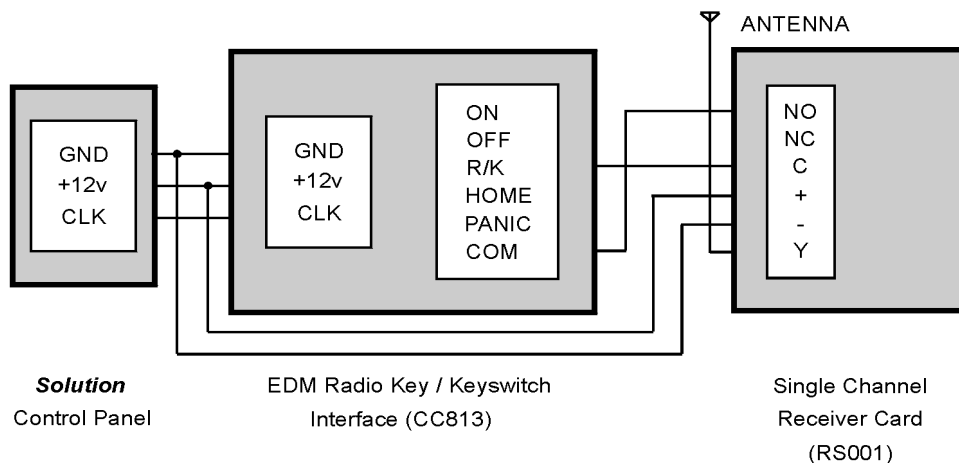 ANTENNA
GND
+12v
CLK
GND
+12v
CLK
ON
OFF
R/K
HOME
PANIC
COM
NO
NC
C
+
-
Y
Solution
Control Panel
EDM Radio Key / Keyswitch
Interface (CC813)
Single Channel
Receiver Card
(RS001)